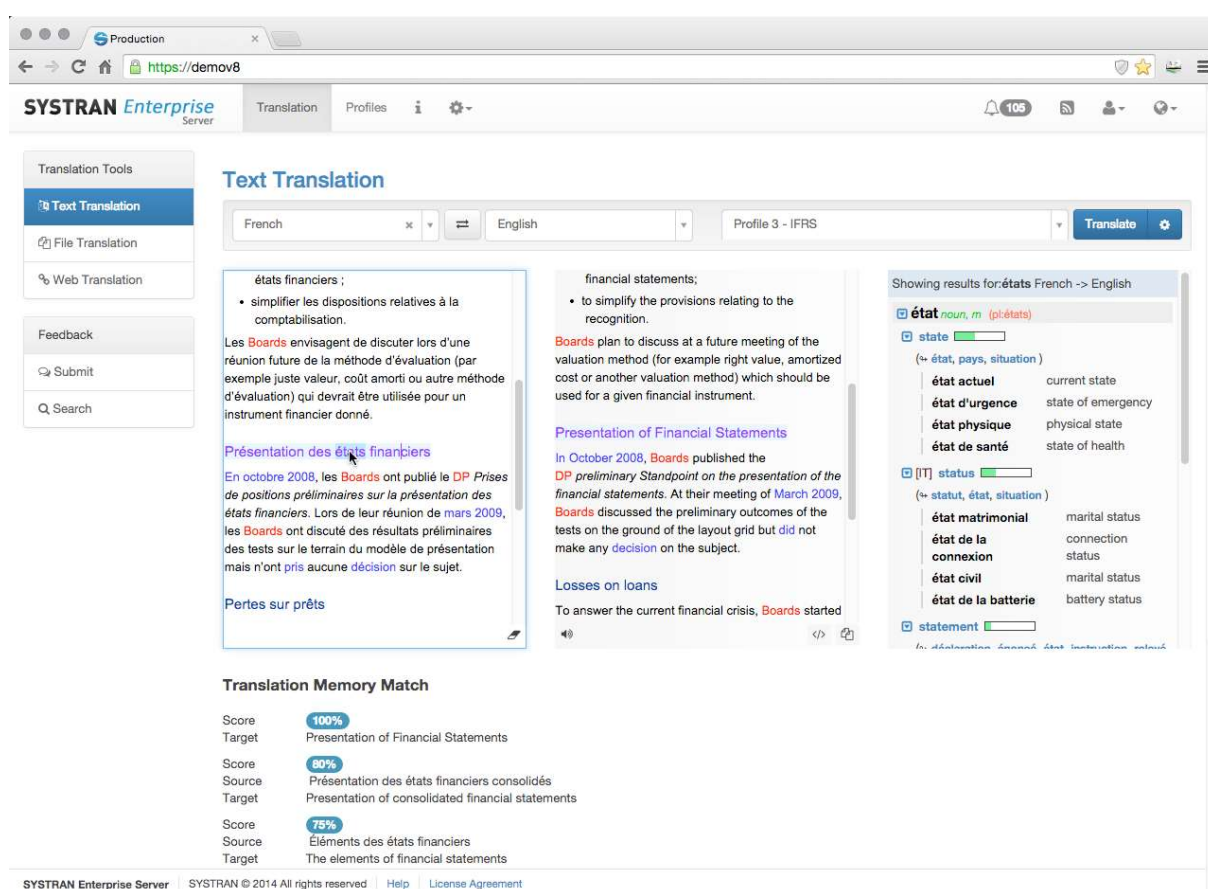 Production
https://demov8
SYSTRAN Enterprise Server
Translation Profiles
105
Translation Tools
Text Translation
File Translation
Web Translation
Feedback
Submit
Search
Text Translation
French English Profile 3 - IFRS Translate
états financiers ;
• simplifier les dispositions relatives à la
comptabilisation.
Les Boards envisagent de discuter lors d'une
réunion future de la méthode d'évaluation (par
exemple juste valeur, coût amorti ou autre méthode
d'évaluation) qui devrait être utilisée pour un
instrument financier donné.
Présentation des états financiers
En octobre 2008, les Boards ont publié le DP Prises
de positions préliminaires sur la présentation des
états financiers. Lors de leur réunion de mars 2009,
les Boards ont discuté des résultats préliminaires
des tests sur le terrain du modèle de présentation
mais n'ont pris aucune décision sur le sujet.
Pertes sur prêts
financial statements;
• to simplify the provisions relating to the
recognition.
Boards plan to discuss at a future meeting of the
valuation method (for example right value, amortized
cost or another valuation method) which should be
used for a given financial instrument.
Presentation of Financial Statements
In October 2008, Boards published the
DP preliminary Standpoint on the presentation of the
financial statements. At their meeting of March 2009,
Boards discussed the preliminary outcomes of the
tests on the ground of the layout grid but did not
make any decision on the subject.
Losses on loans
To answer the current financial crisis, Boards started
Showing results for:états French -> English
état noun, m (pl:états)
state
(état, pays, situation )
état actuel current state
état d'urgence state of emergency
état physique physical state
état de santé state of health
[IT] status
(statut, état, situation )
état matrimonial marital status
état de la connection
connexion status
état civil marital status
état de la batterie battery status
statement
(déclaration, énoncé, état, instruction, relevé
Translation Memory Match
Score 100%
Target Presentation of Financial Statements
Score 80%
Source Présentation des états financiers consolidés
Target Presentation of consolidated financial statements
Score 75%
Source Éléments des états financiers
Target The elements of financial statements
SYSTRAN Enterprise Server SYSTRAN © 2014 All rights reserved Help License Agreement